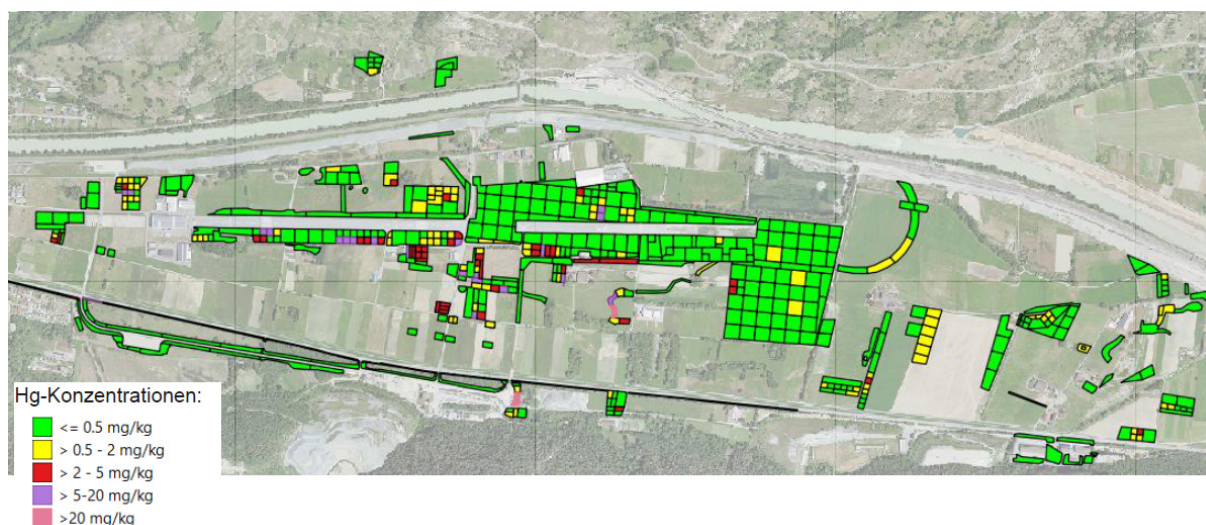 Hg-Konzentrationen:
<= 0.5 mg/kg
> 0.5 - 2 mg/kg
> 2 - 5 mg/kg
> 5-20 mg/kg
>20 mg/kg